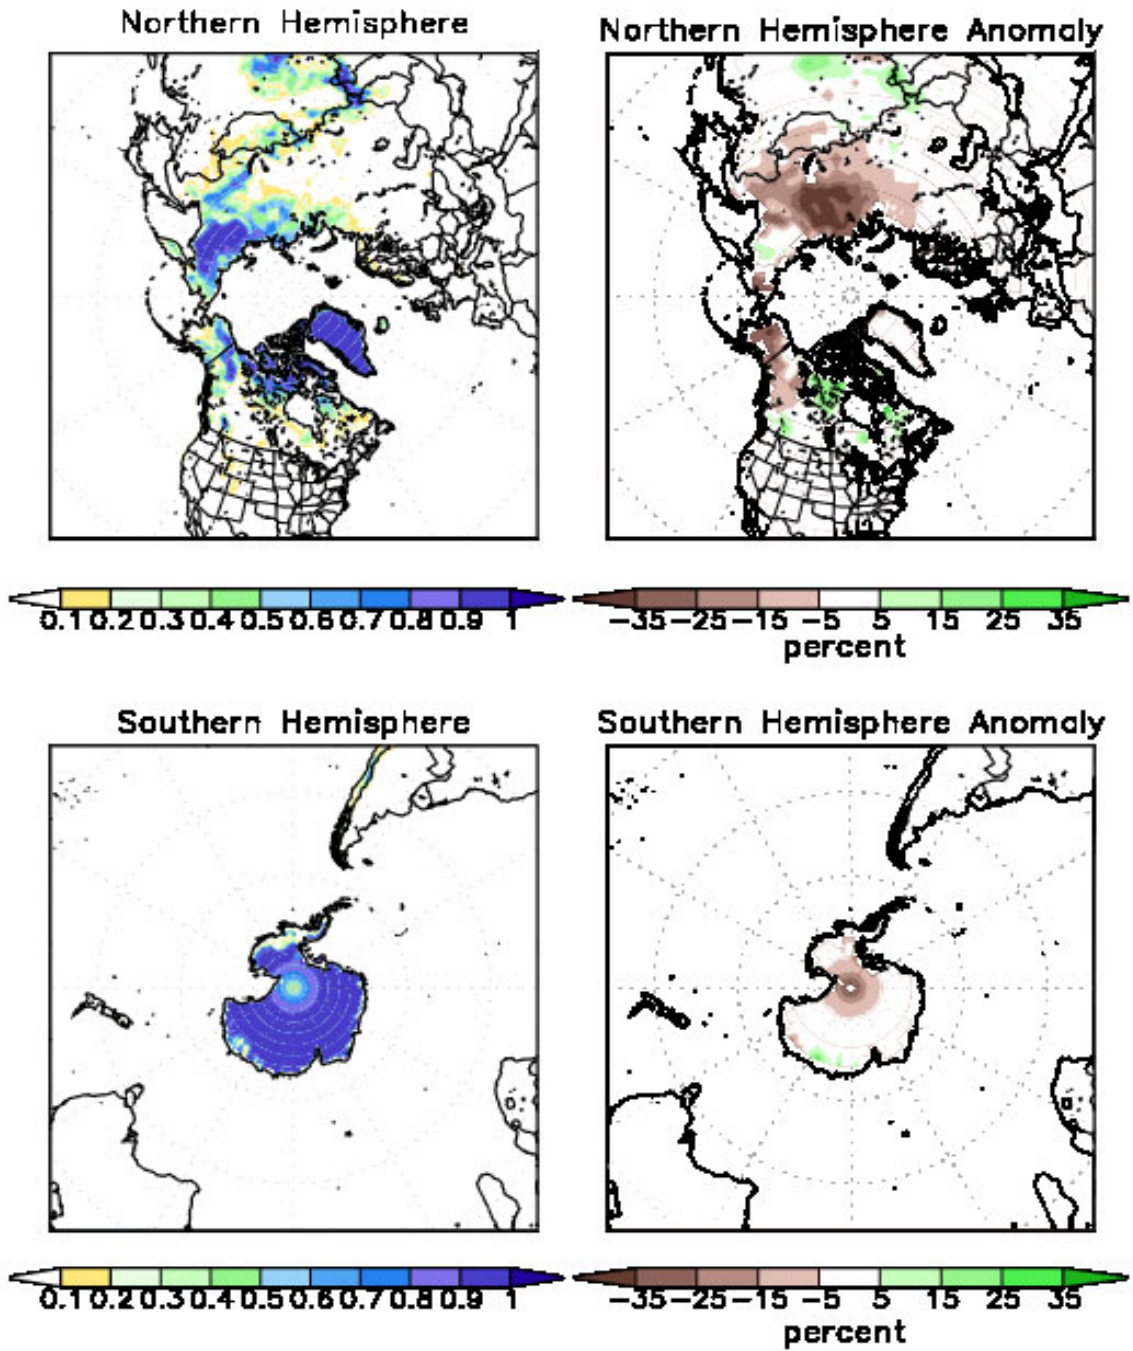 Northern Hemisphere
Northern Hemisphere Anomaly
0.1 0.2 0.3 0.4 0.5 0.6 0.7 0.8 0.9 1
-35 -25 -15 -5 5 15 25 35
percent
Southern Hemisphere
Southern Hemisphere Anomaly
0.1 0.2 0.3 0.4 0.5 0.6 0.7 0.8 0.9 1
-35 -25 -15 -5 5 15 25 35
percent